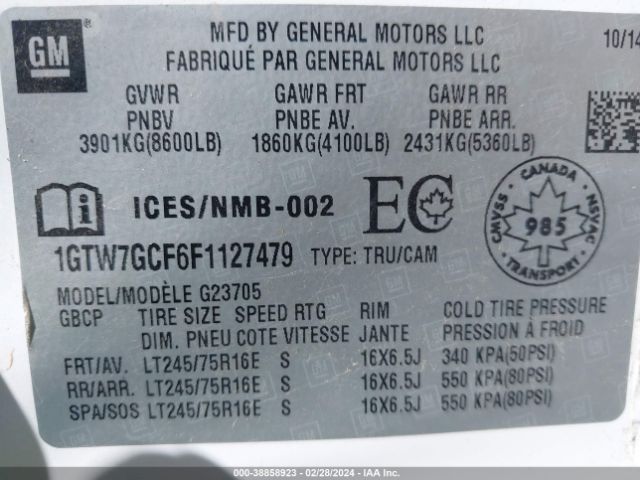 GM
MFD BY GENERAL MOTORS LLC
FABRIQUÉ PAR GENERAL MOTORS LLC
10/14
GVWR GAWR FRT GAWR RR
PNBV PNBE AV. PNBE ARR.
3901KG(8600LB) 1860KG(4100LB) 2431KG(5360LB)
ICES/NMB-002 EC
CANADA
CMVSS 985 NSVAC
TRANSPORT
1GTW7GCF6F1127479 TYPE: TRU/CAM
MODEL/MODÈLE G23705
GBCP TIRE SIZE SPEED RTG RIM COLD TIRE PRESSURE
DIM. PNEU COTE VITESSE JANTE PRESSION À FROID
FRT/AV. LT245/75R16E S 16X6.5J 340 KPA(50PSI)
RR/ARR. LT245/75R16E S 16X6.5J 550 KPA(80PSI)
SPA/SOS LT245/75R16E S 16X6.5J 550 KPA(80PSI)
000-38858923 - 02/28/2024 - IAA Inc.